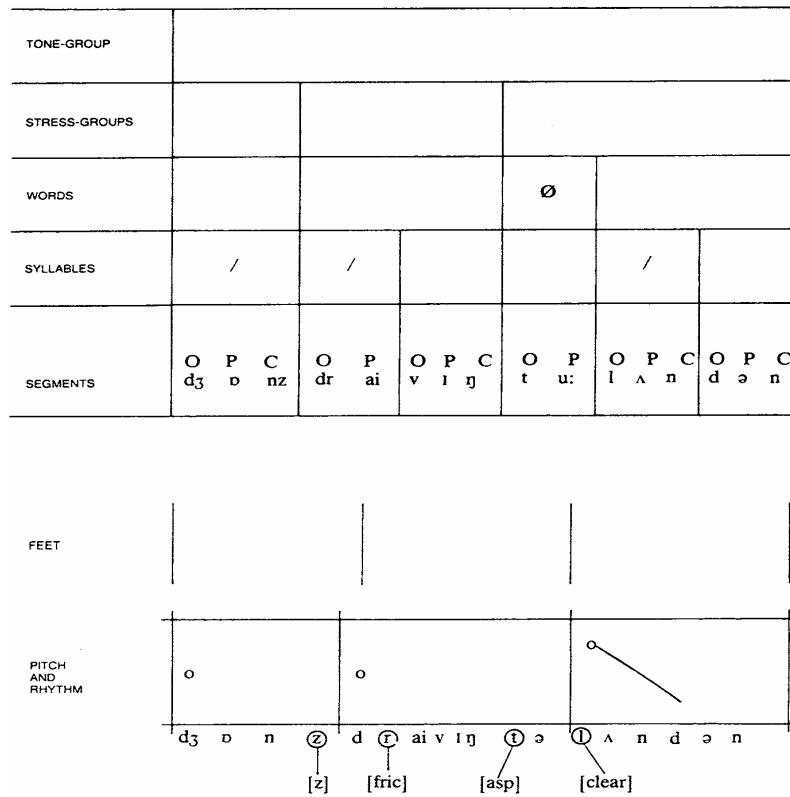 TONE-GROUP
STRESS-GROUPS
WORDS Ø
SYLLABLES / / /
O P C O P O P C O P O P C O P C
SEGMENTS dʒ ɒ nz dr ai v ɪ ŋ t u: l ʌ n d ə n
FEET
PITCH
AND
RHYTHM
dʒ ɒ n z d r ai v ɪ ŋ t ə l ʌ n d ə n
[z] [fric] [asp] [clear]